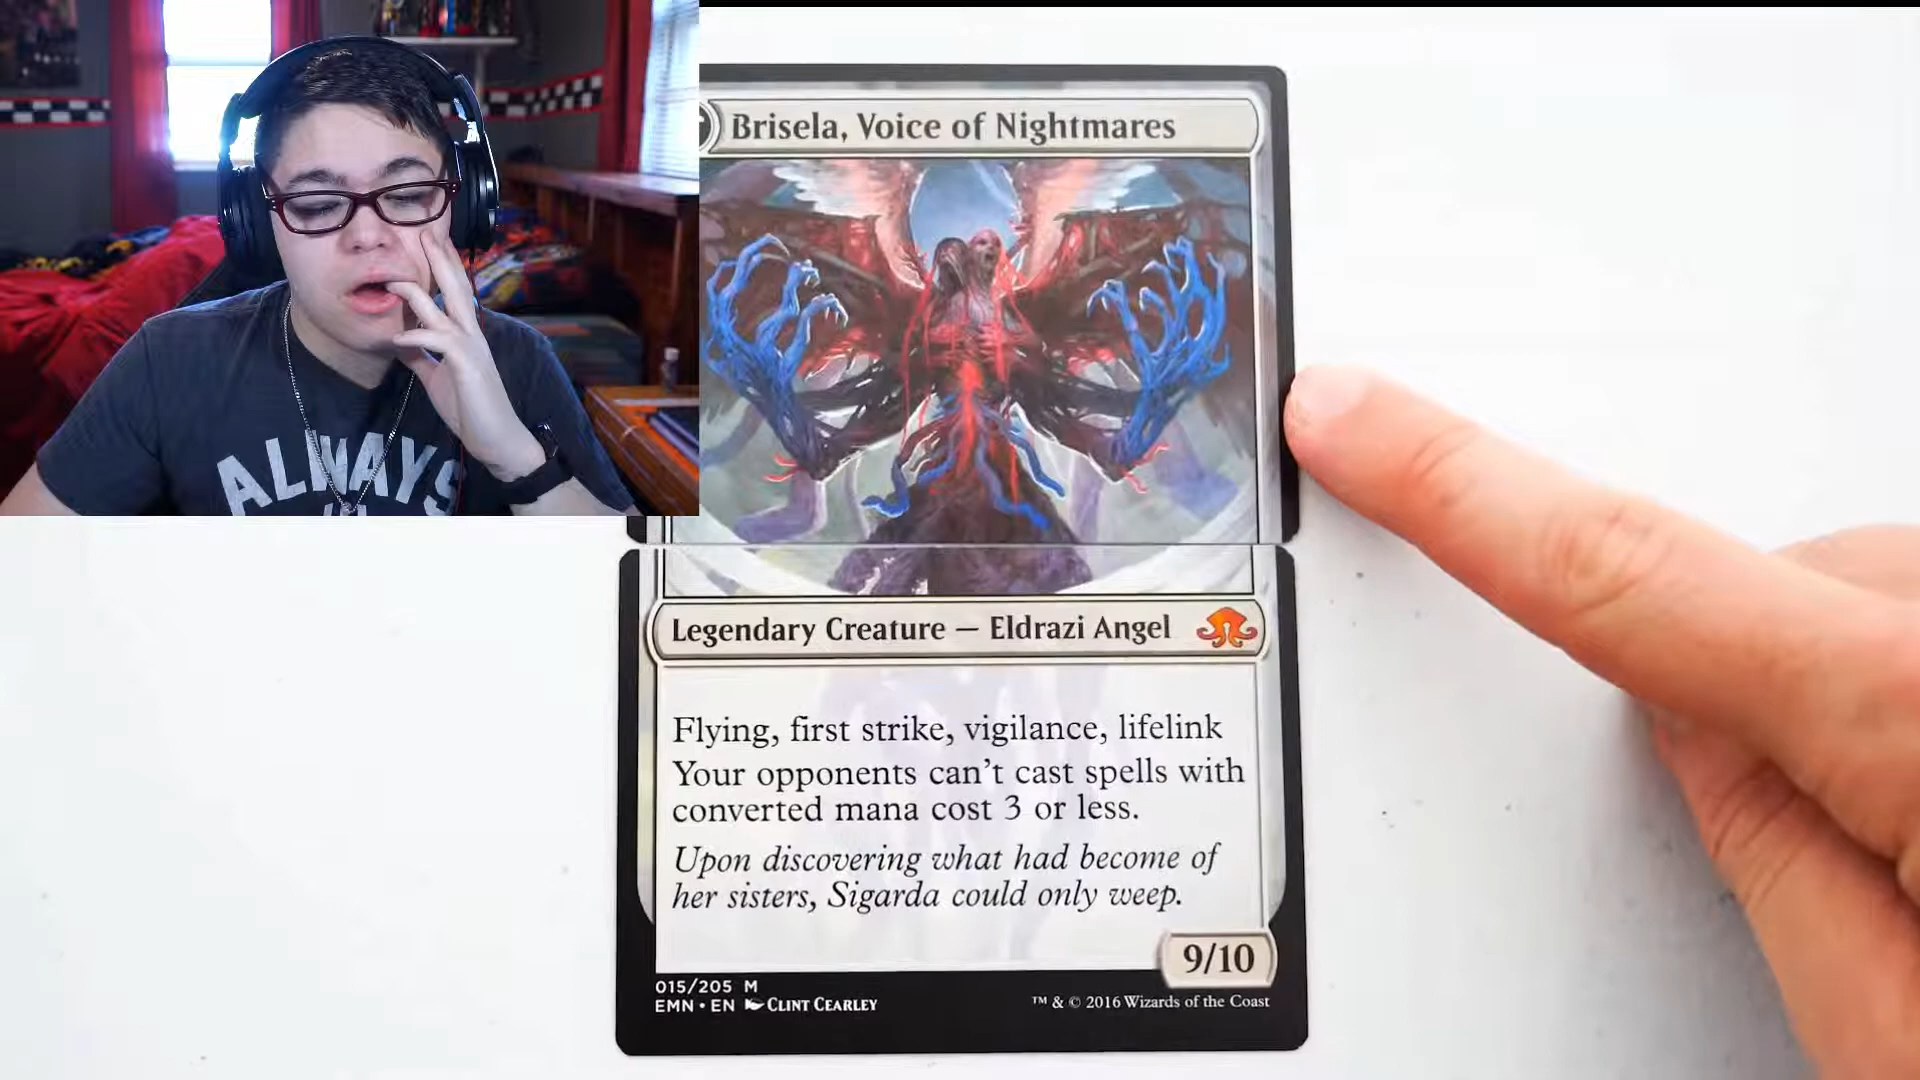 ALWAYS
Brisela, Voice of Nightmares
Legendary Creature — Eldrazi Angel
Flying, first strike, vigilance, lifelink
Your opponents can't cast spells with
converted mana cost 3 or less.
Upon discovering what had become of
her sisters, Sigarda could only weep.
9/10
015/205 M
EMN • EN CLINT CEARLEY
™ & © 2016 Wizards of the Coast